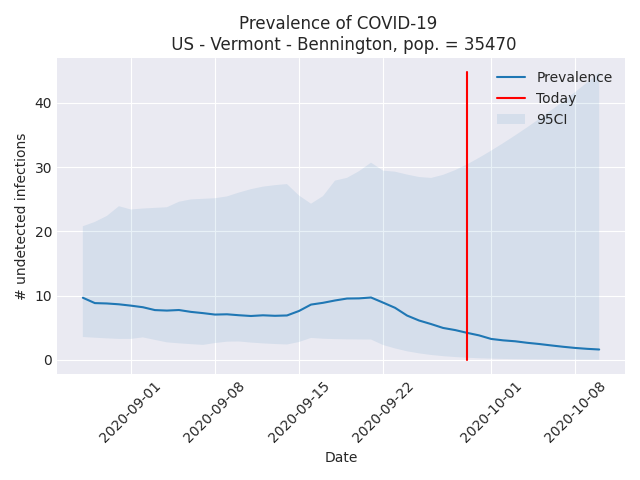 Prevalence of COVID-19
US - Vermont - Bennington, pop. = 35470
Prevalence
Today
95CI
# undetected infections
40
30
20
10
0
2020-09-01
2020-09-08
2020-09-15
2020-09-22
2020-10-01
2020-10-08
Date